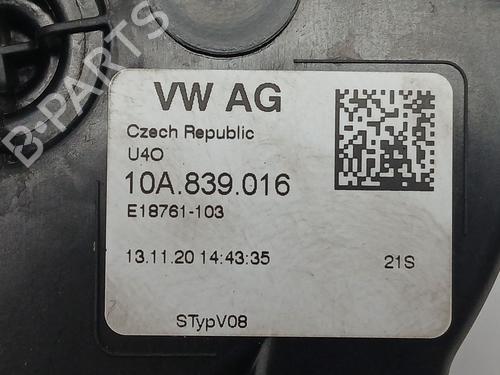 B-PARTS
VW AG
Czech Republic
U4O
10A.839.016
E18761-103
13.11.20 14:43:35
21S
STypV08